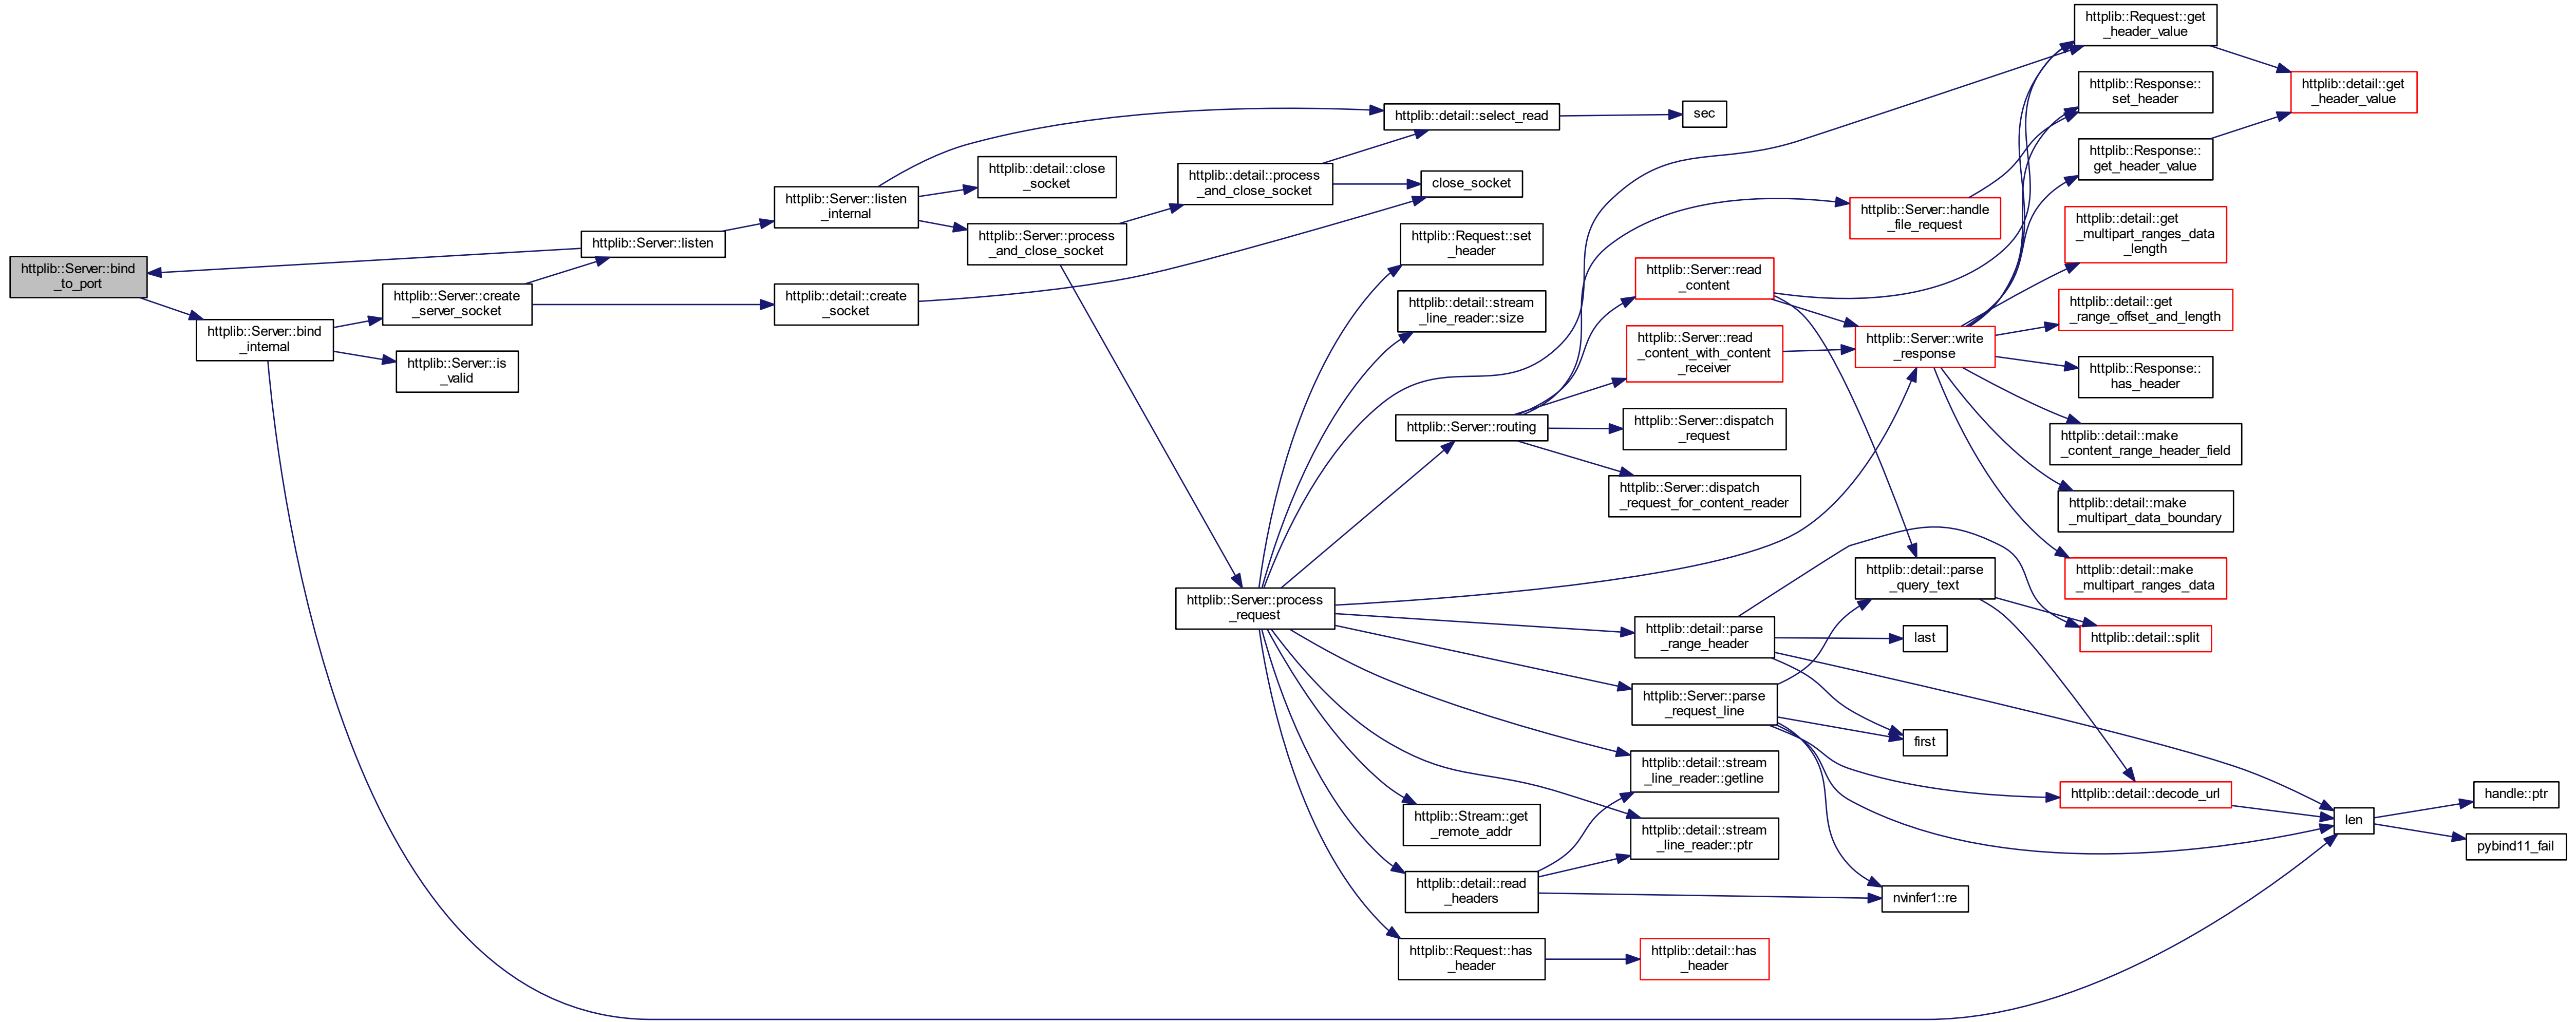 httplib::Server::bind
_to_port
httplib::Server::bind
_internal
httplib::Server::create
_server_socket
httplib::Server::is
_valid
httplib::Server::listen
httplib::Server::listen
_internal
httplib::detail::create
_socket
httplib::detail::close
_socket
httplib::Server::process
_and_close_socket
httplib::detail::process
_and_close_socket
httplib::Server::process
_request
httplib::detail::select_read
sec
close_socket
httplib::Request::set
_header
httplib::detail::stream
_line_reader::size
httplib::Server::routing
httplib::Stream::get
_remote_addr
httplib::detail::read
_headers
httplib::Request::has
_header
httplib::Server::read
_content
httplib::Server::read
_content_with_content
_receiver
httplib::Server::dispatch
_request
httplib::Server::dispatch
_request_for_content_reader
httplib::detail::parse
_range_header
httplib::Server::parse
_request_line
httplib::detail::stream
_line_reader::getline
httplib::detail::stream
_line_reader::ptr
httplib::detail::has
_header
httplib::Server::handle
_file_request
httplib::Server::write
_response
httplib::detail::parse
_query_text
last
first
nvinfer1::re
httplib::Request::get
_header_value
httplib::Response::
set_header
httplib::Response::
get_header_value
httplib::detail::get
_multipart_ranges_data
_length
httplib::detail::get
_range_offset_and_length
httplib::Response::
has_header
httplib::detail::make
_content_range_header_field
httplib::detail::make
_multipart_data_boundary
httplib::detail::make
_multipart_ranges_data
httplib::detail::split
httplib::detail::decode_url
httplib::detail::get
_header_value
len
handle::ptr
pybind11_fail